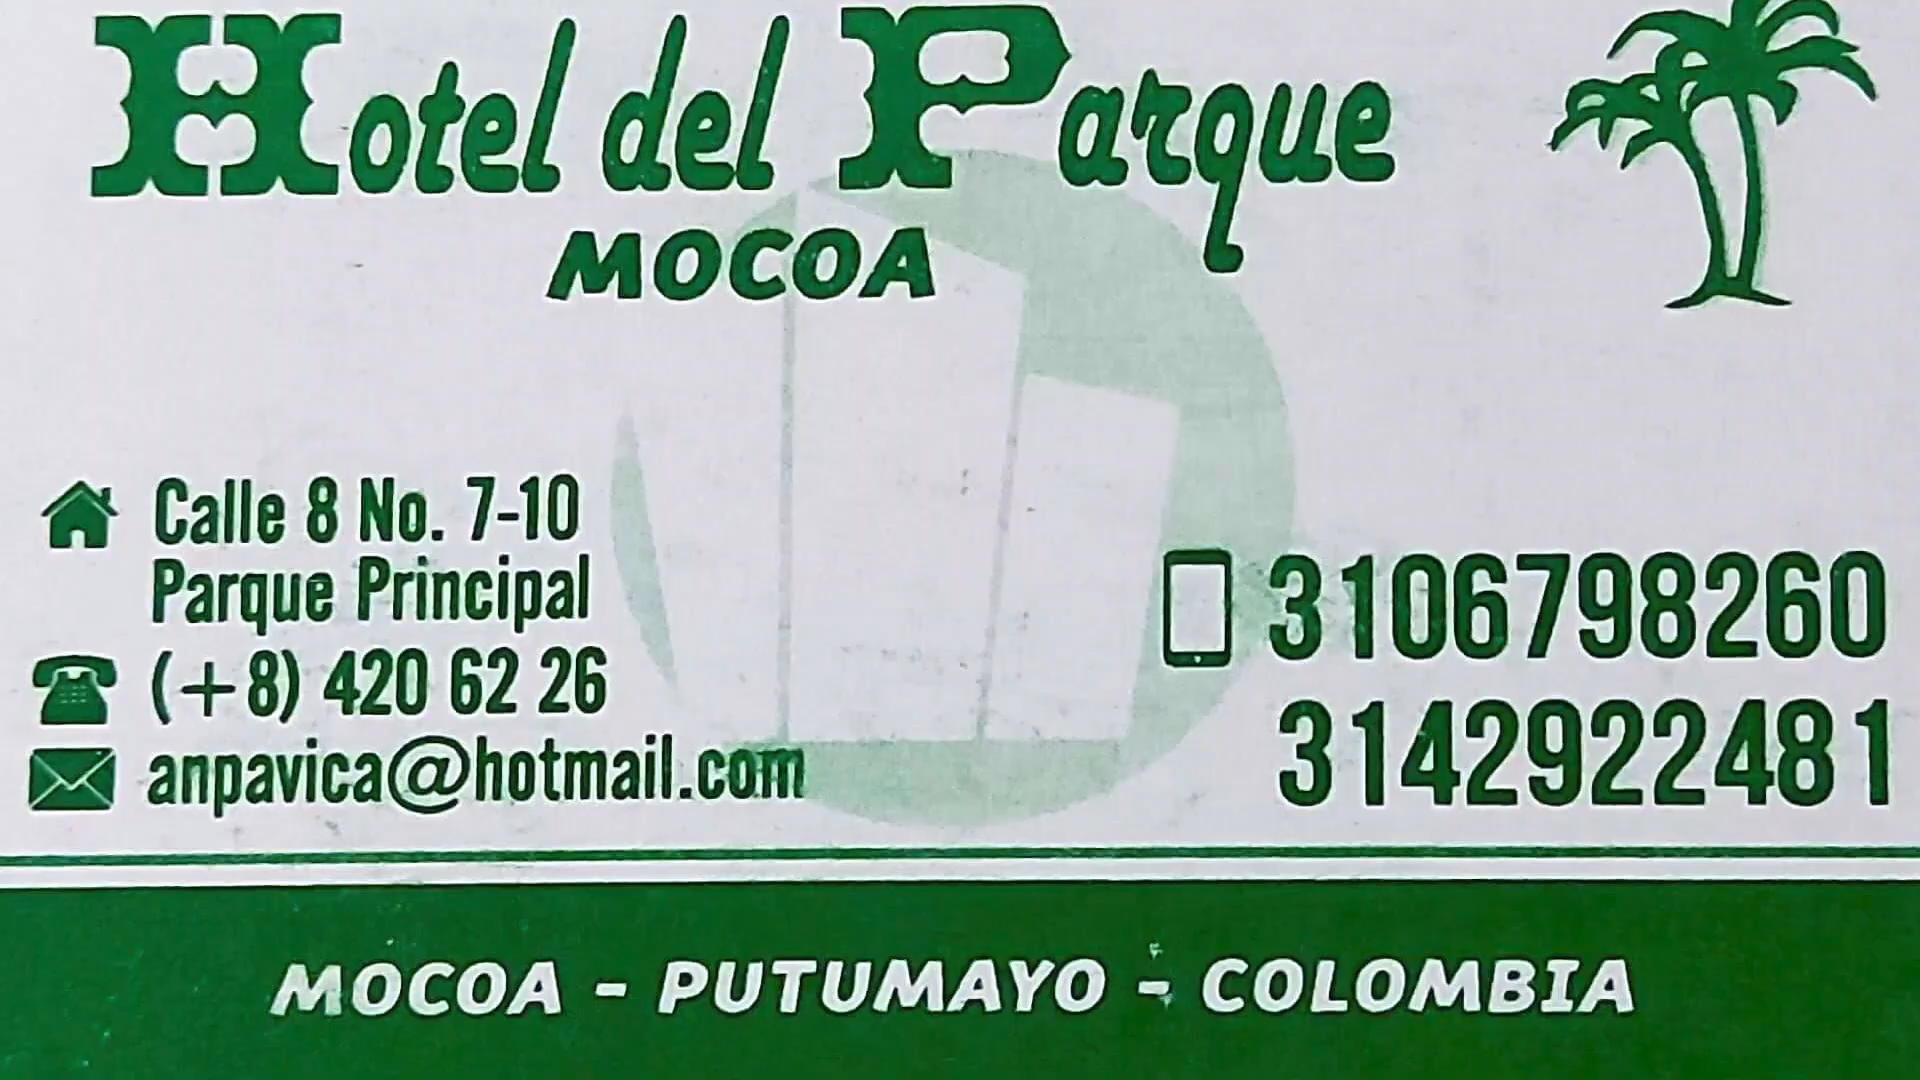 Hotel del Parque
MOCOA
Calle 8 No. 7-10
Parque Principal
(+8) 420 62 26
anpavica@hotmail.com
3106798260
3142922481
MOCOA - PUTUMAYO - COLOMBIA